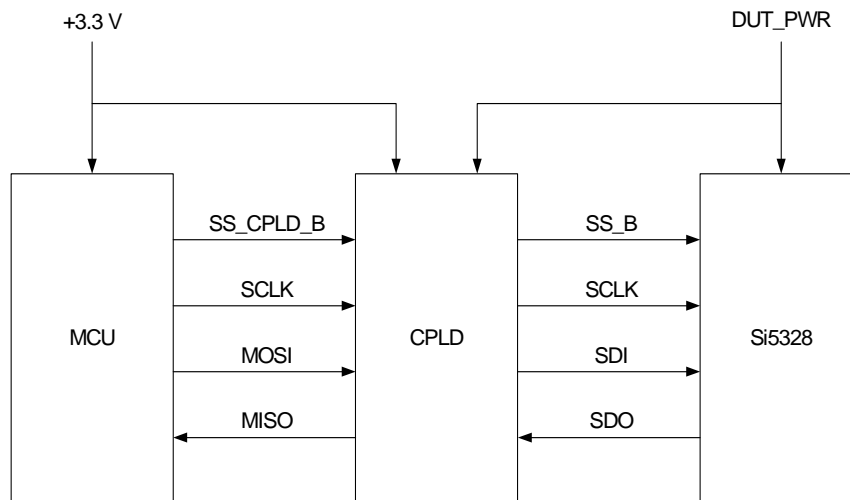 +3.3 V
DUT_PWR
SS_CPLD_B
SS_B
SCLK
SCLK
MCU
CPLD
Si5328
MOSI
SDI
MISO
SDO